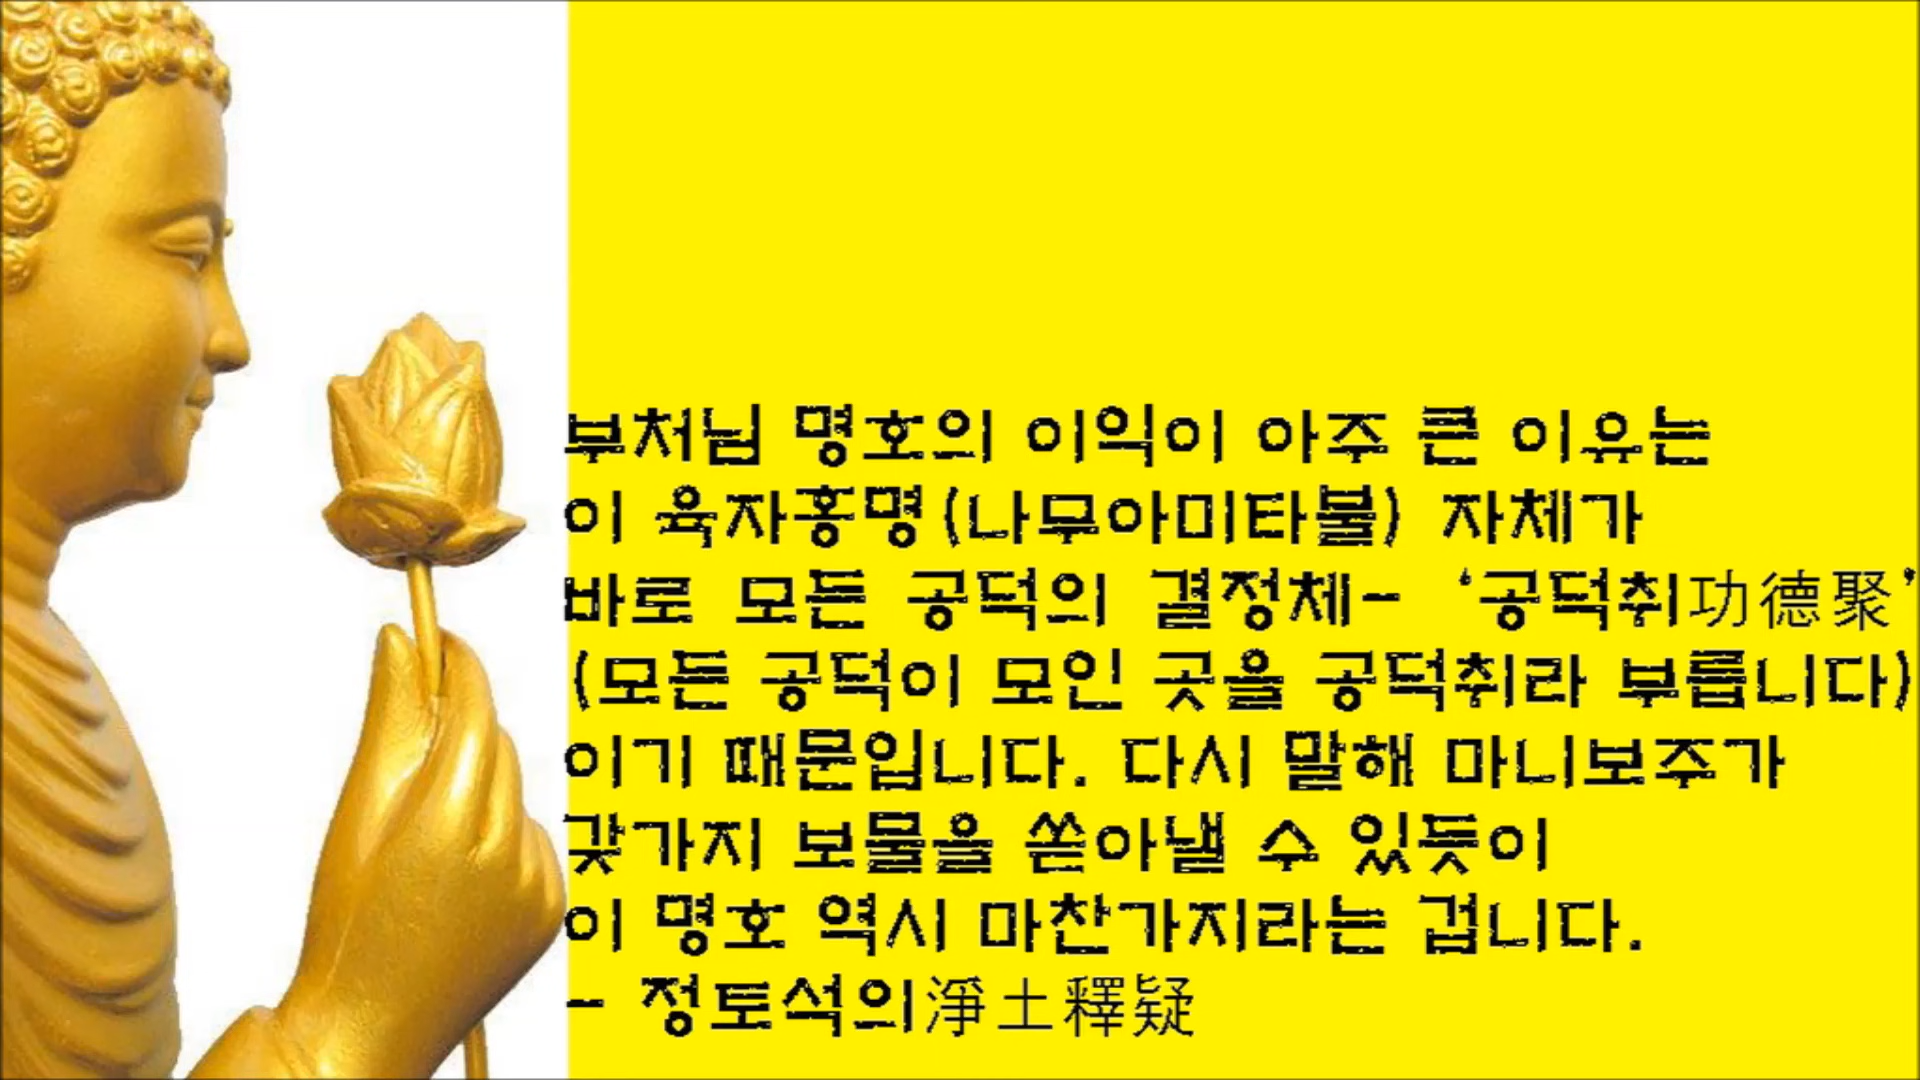 부처님 명호의 이익이 아주 큰 이유는
이 육자홍명(나무아미타불) 자체가
바로 모든 공덕의 결정체- ‘공덕취功德聚’
(모든 공덕이 모인 곳을 공덕취라 부릅니다)
이기 때문입니다. 다시 말해 마니보주가
갖가지 보물을 쏟아낼 수 있듯이
이 명호 역시 마찬가지라는 겁니다.
- 정토석의淨土釋疑